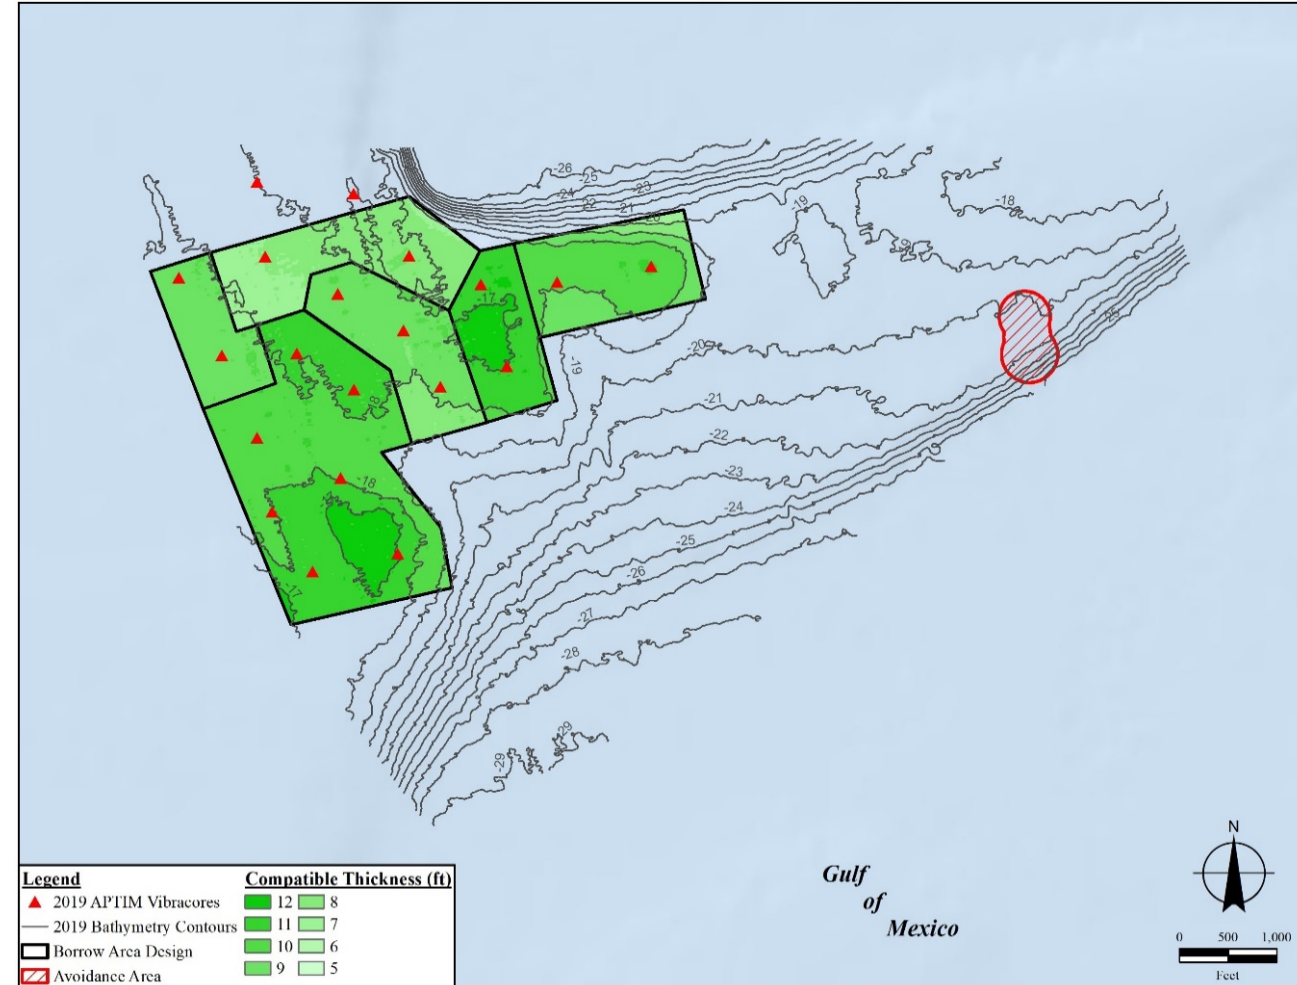 -26
-25
-24
-23
-22
-21
-20
-19
-18
-19
-17
-25
-20
-19
-21
-18
-22
-23
-18
-24
-25
-26
-17
-27
-28
-29
-29
Gulf
of
Mexico
N
0 500 1,000
Feet
Legend
2019 APTIM Vibracores
2019 Bathymetry Contours
Borrow Area Design
Avoidance Area
Compatible Thickness (ft)
12 8
11 7
10 6
9 5